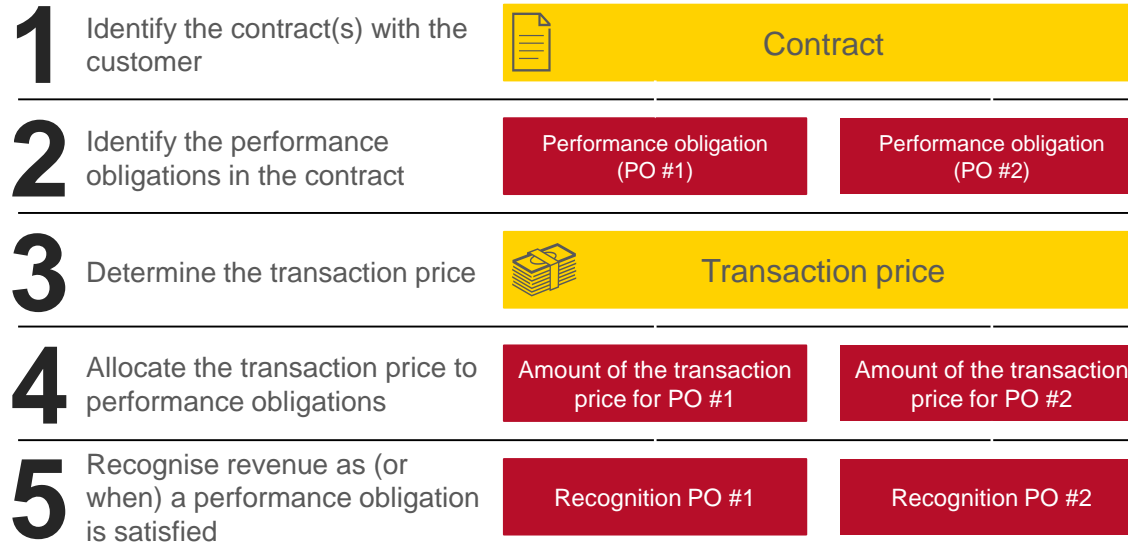 1
Identify the contract(s) with the
customer
Contract
2
Identify the performance
obligations in the contract
Performance obligation
(PO #1)
Performance obligation
(PO #2)
3
Determine the transaction price
Transaction price
4
Allocate the transaction price to
performance obligations
Amount of the transaction
price for PO #1
Amount of the transaction
price for PO #2
5
Recognise revenue as (or
when) a performance obligation
is satisfied
Recognition PO #1
Recognition PO #2